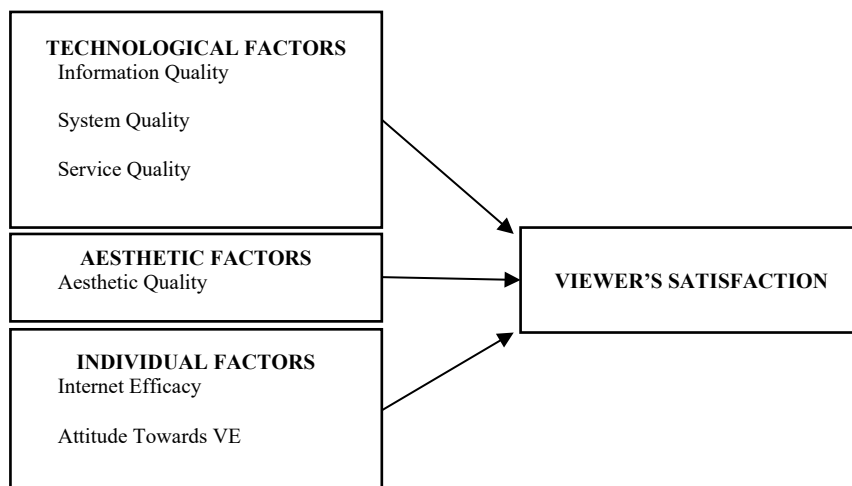 TECHNOLOGICAL FACTORS
Information Quality
System Quality
Service Quality
AESTHETIC FACTORS
Aesthetic Quality
INDIVIDUAL FACTORS
Internet Efficacy
Attitude Towards VE
VIEWER’S SATISFACTION